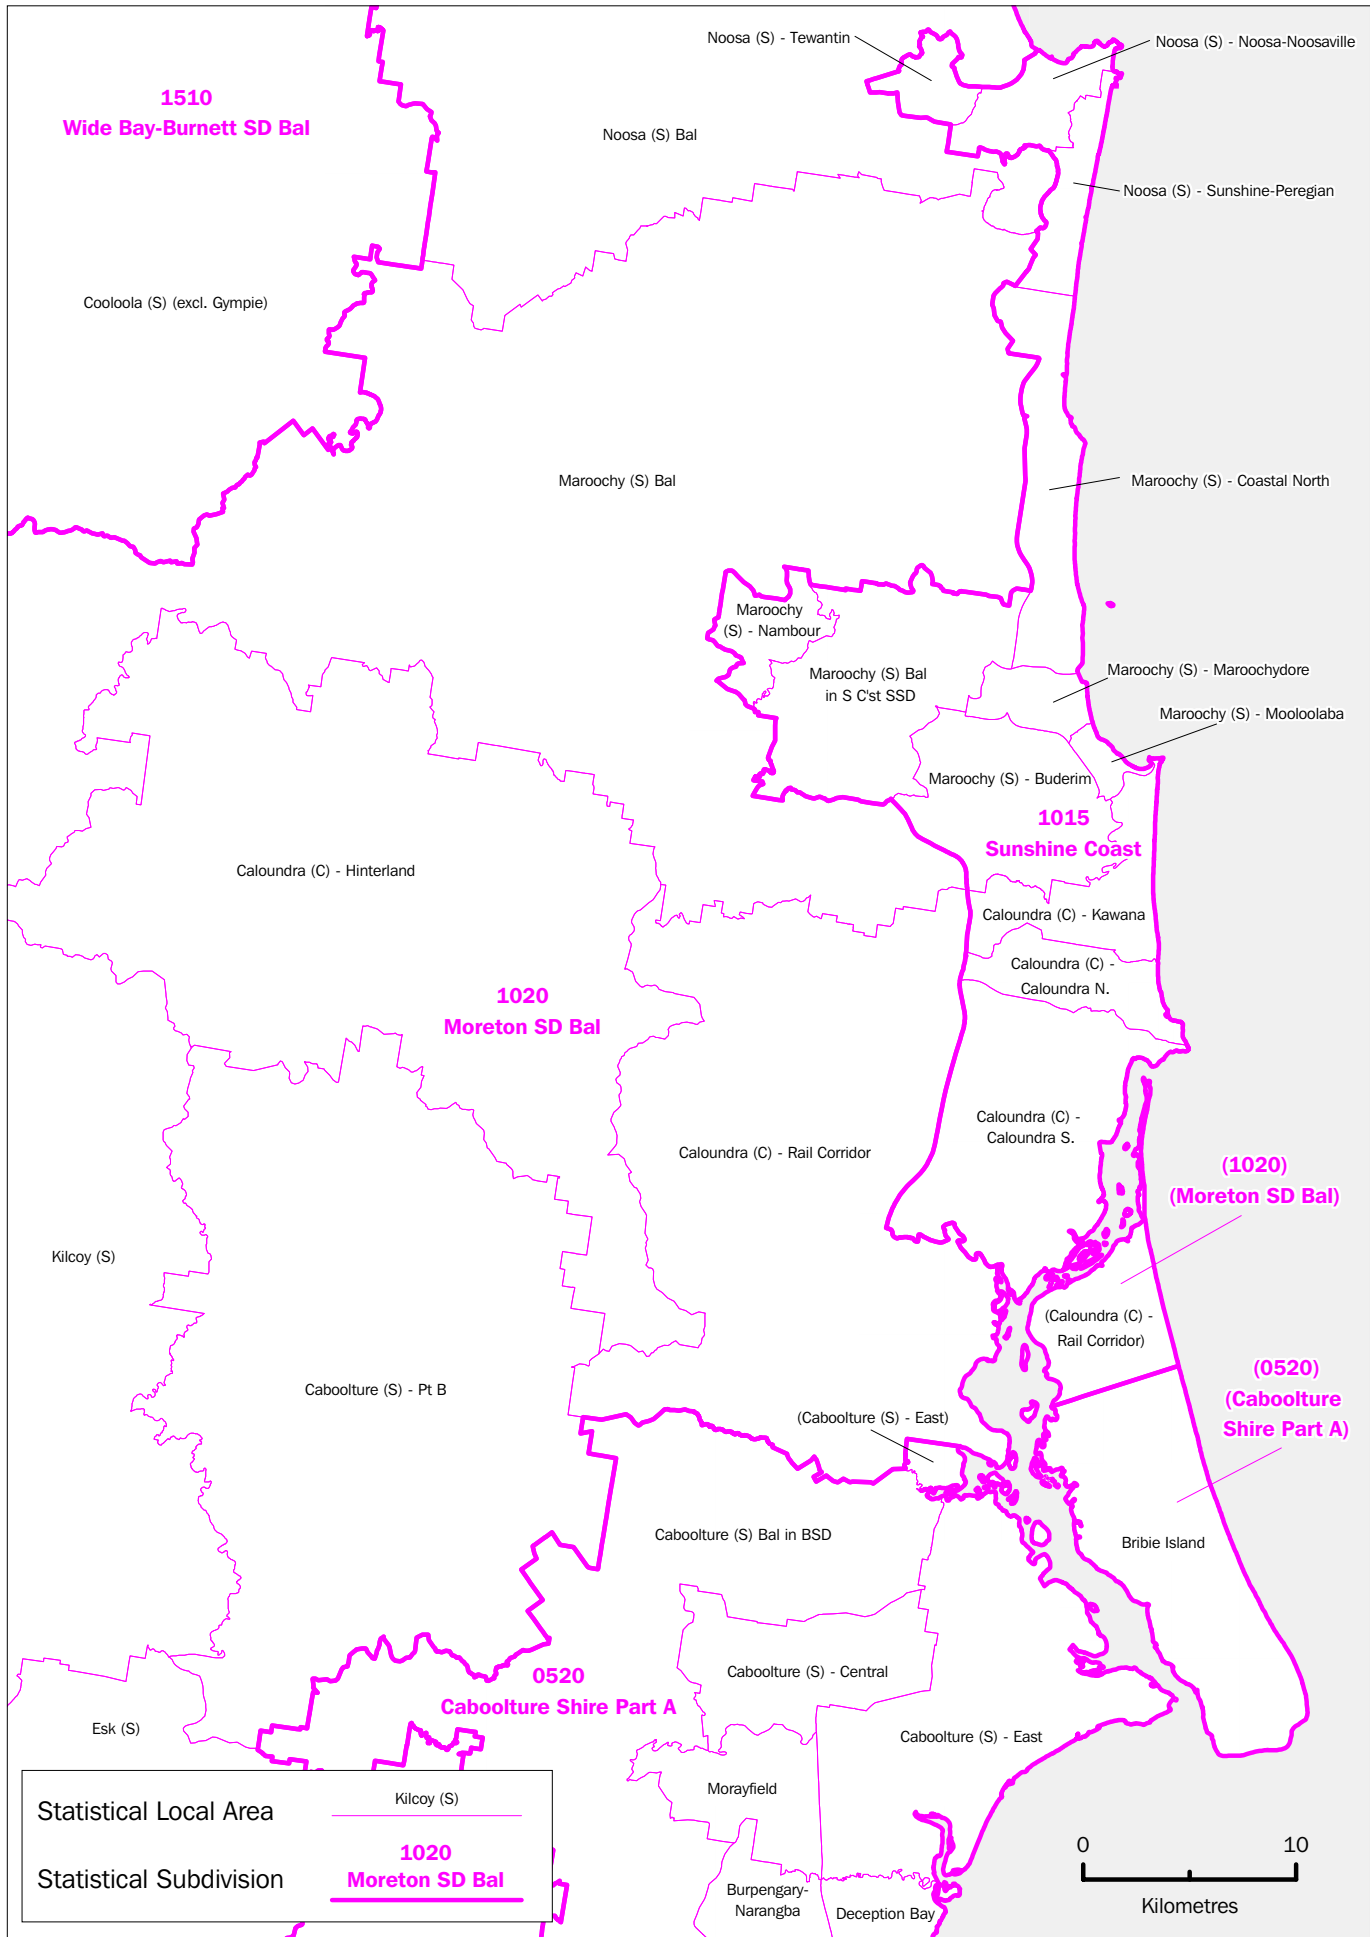 Noosa (S) - Tewantin
Noosa (S) - Noosa-Noosaville
1510
Wide Bay-Burnett SD Bal
Noosa (S) Bal
Noosa (S) - Sunshine-Peregian
Cooloola (S) (excl. Gympie)
Maroochy (S) Bal
Maroochy (S) - Coastal North
Maroochy
(S) - Nambour
Maroochy (S) Bal
in S C'st SSD
Maroochy (S) - Maroochydore
Maroochy (S) - Mooloolaba
Maroochy (S) - Buderim
1015
Sunshine Coast
Caloundra (C) - Hinterland
Caloundra (C) - Kawana
Caloundra (C) -
Caloundra N.
1020
Moreton SD Bal
Caloundra (C) -
Caloundra S.
Caloundra (C) - Rail Corridor
(1020)
(Moreton SD Bal)
Kilcoy (S)
(Caloundra (C) -
Rail Corridor)
(0520)
(Caboolture
Shire Part A)
Caboolture (S) - Pt B
(Caboolture (S) - East)
Caboolture (S) Bal in BSD
Bribie Island
0520
Caboolture Shire Part A
Caboolture (S) - Central
Esk (S)
Caboolture (S) - East
Morayfield
Burpengary-
Narangba
Deception Bay
Statistical Local Area
Kilcoy (S)
Statistical Subdivision
1020
Moreton SD Bal
0 10
Kilometres